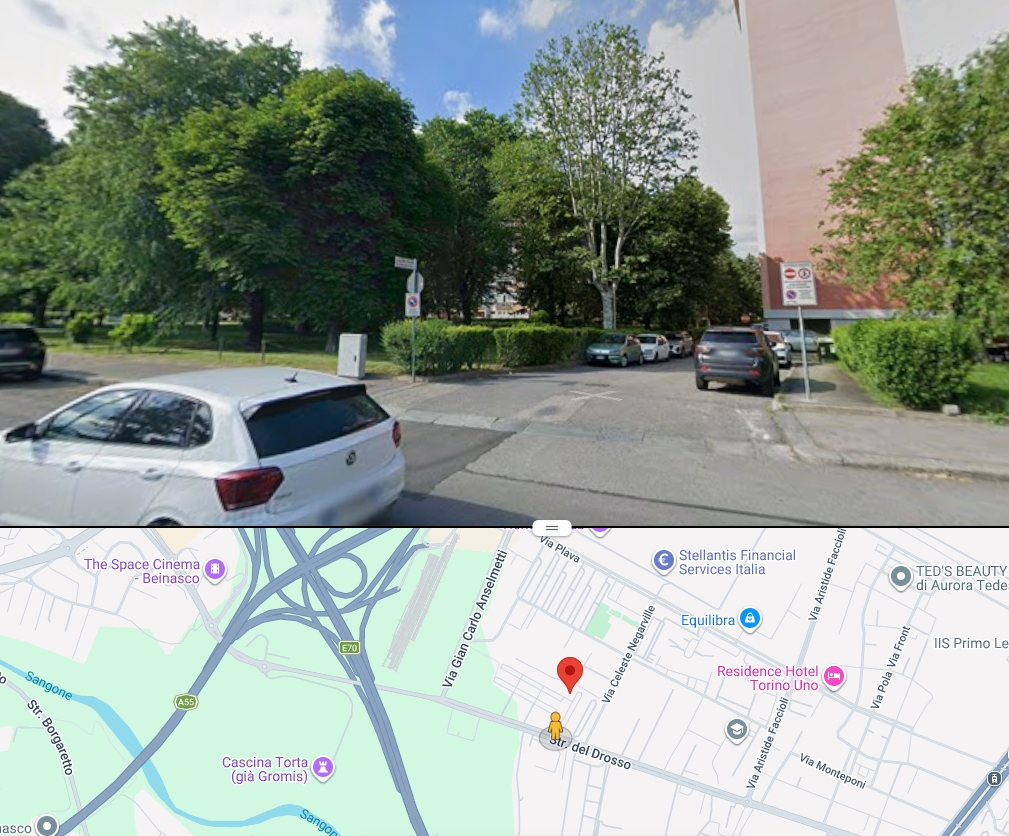 The Space Cinema
- Beinasco
Via Plava
Stellantis Financial
Services Italia
TED'S BEAUTY
di Aurora Tede
Via Gian Carlo Anselmetti
Via Aristide Faccioli
Equilibra
Via Celeste Negarville
IIS Primo Le
E70
Residence Hotel
Torino Uno
Via Pola Via Front
Sangone
A55
Str. Borgaretto
Str. del Drosso
Via Aristide Faccioli
Via Monteponi
Cascina Torta
(già Gromis)
Sangon
nasco